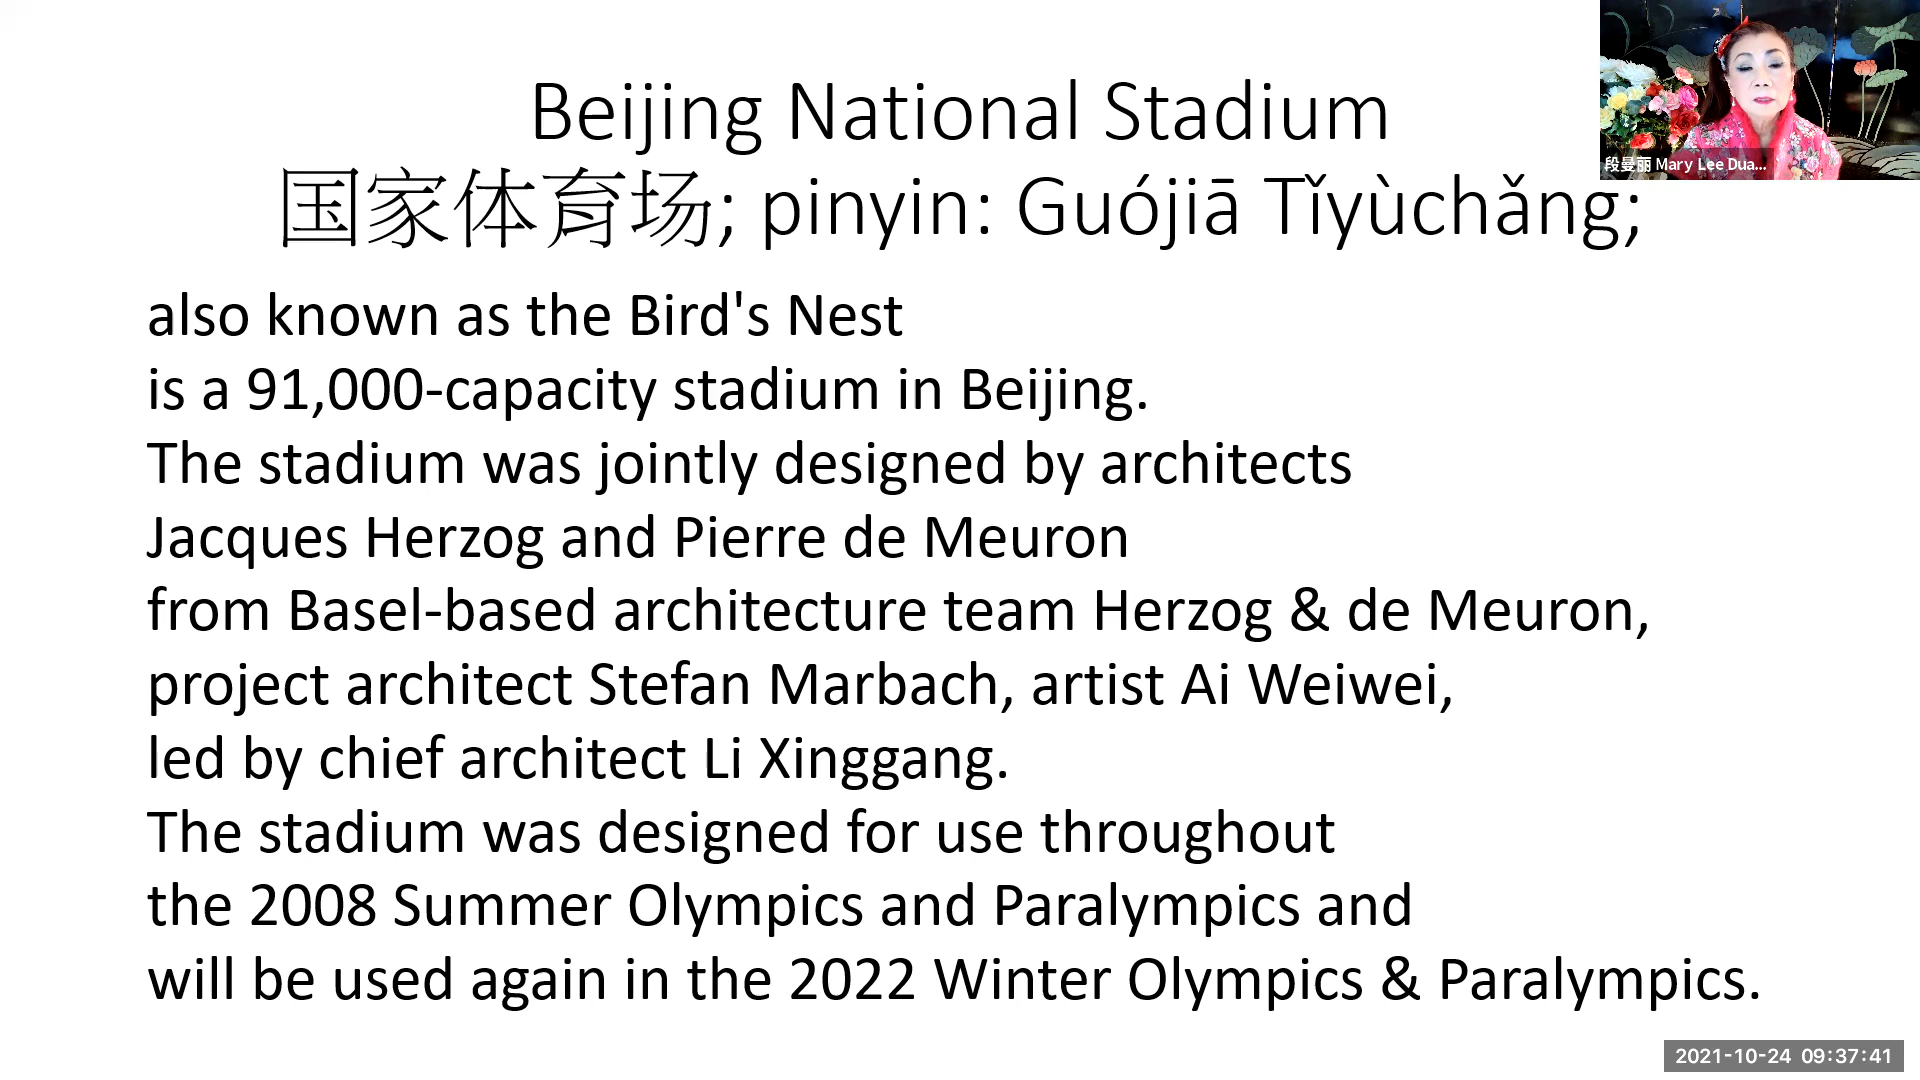 Beijing National Stadium
国家体育场; pinyin: Guójiā Tǐyùchǎng;
also known as the Bird's Nest
is a 91,000-capacity stadium in Beijing.
The stadium was jointly designed by architects
Jacques Herzog and Pierre de Meuron
from Basel-based architecture team Herzog & de Meuron,
project architect Stefan Marbach, artist Ai Weiwei,
led by chief architect Li Xinggang.
The stadium was designed for use throughout
the 2008 Summer Olympics and Paralympics and
will be used again in the 2022 Winter Olympics & Paralympics.
段曼丽 Mary Lee Dua...
2021-10-24 09:37:41